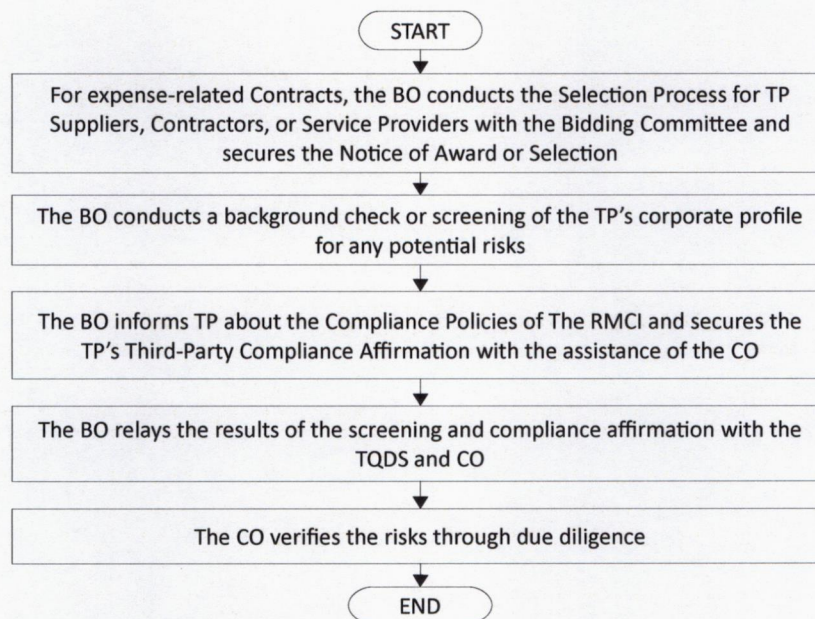 START
For expense-related Contracts, the BO conducts the Selection Process for TP
Suppliers, Contractors, or Service Providers with the Bidding Committee and
secures the Notice of Award or Selection
The BO conducts a background check or screening of the TP's corporate profile
for any potential risks
The BO informs TP about the Compliance Policies of The RMCI and secures the
TP's Third-Party Compliance Affirmation with the assistance of the CO
The BO relays the results of the screening and compliance affirmation with the
TQDS and CO
The CO verifies the risks through due diligence
END